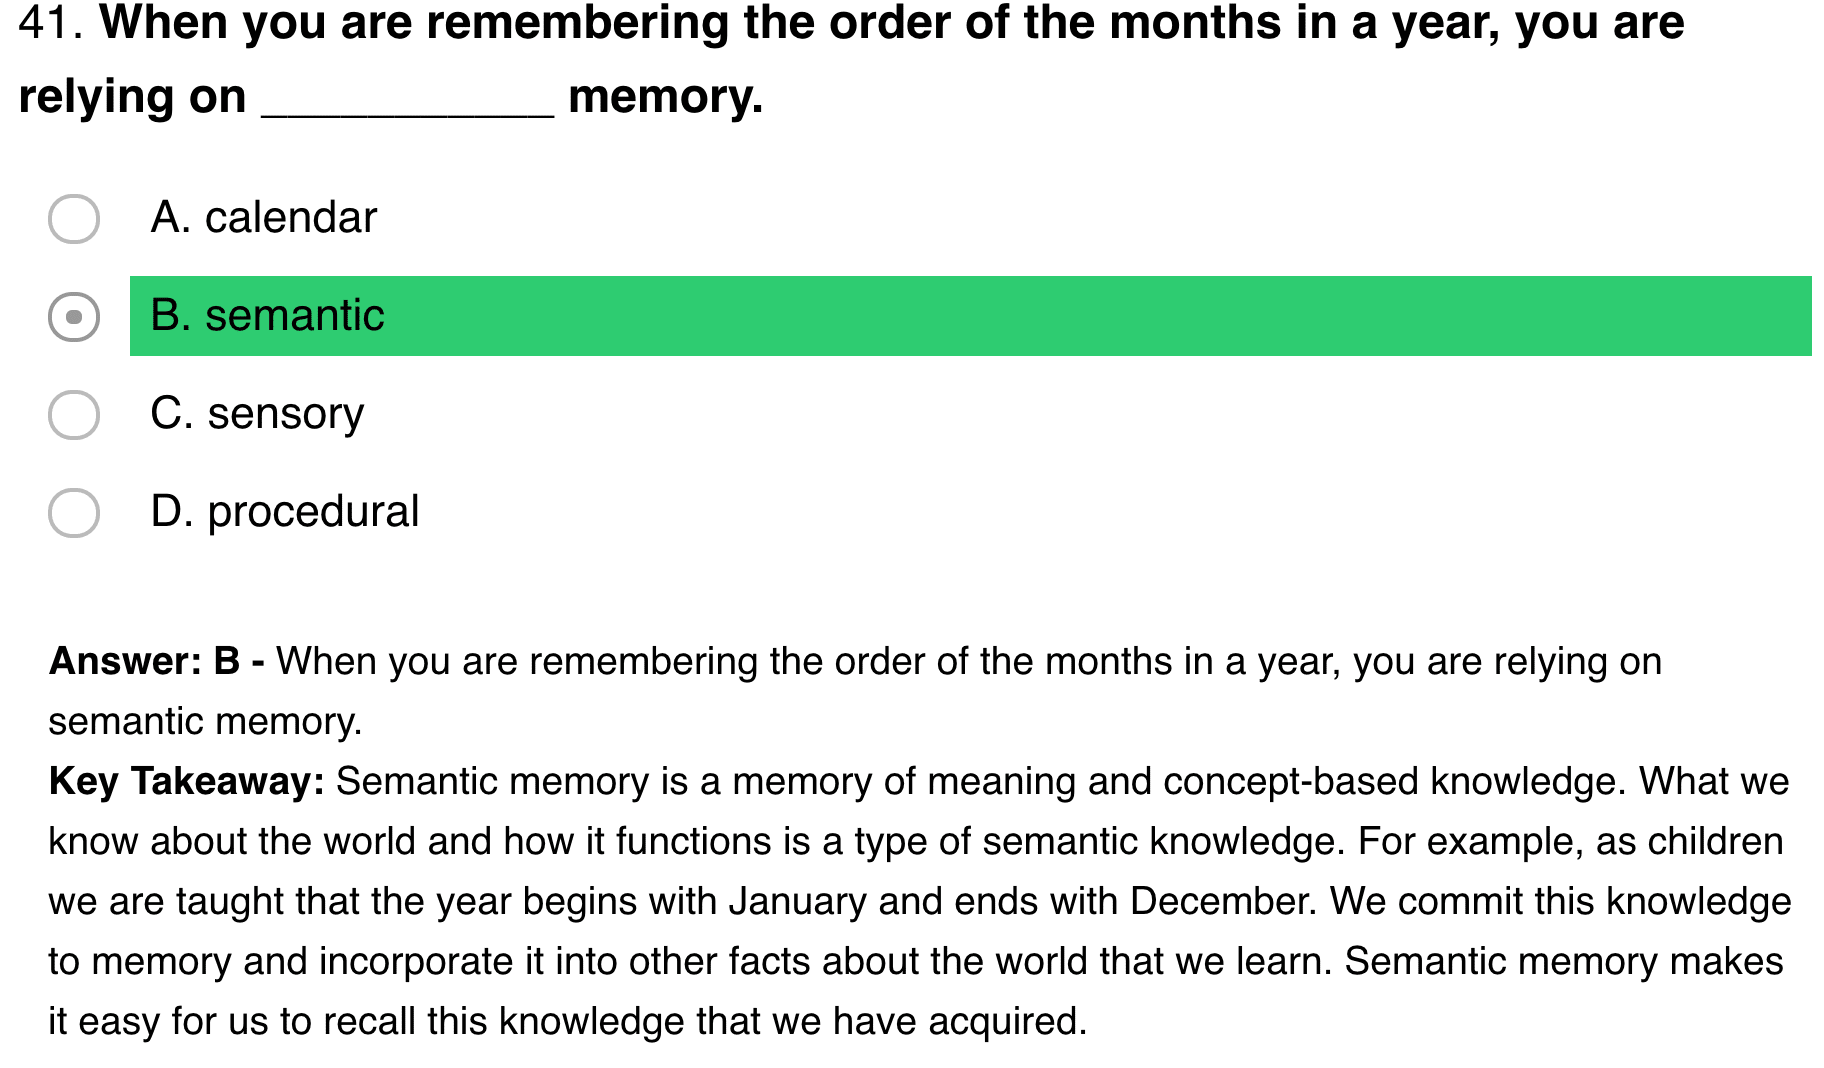 41. When you are remembering the order of the months in a year, you are
relying on ___________ memory.
A. calendar
B. semantic
C. sensory
D. procedural
Answer: B - When you are remembering the order of the months in a year, you are relying on
semantic memory.
Key Takeaway: Semantic memory is a memory of meaning and concept-based knowledge. What we
know about the world and how it functions is a type of semantic knowledge. For example, as children
we are taught that the year begins with January and ends with December. We commit this knowledge
to memory and incorporate it into other facts about the world that we learn. Semantic memory makes
it easy for us to recall this knowledge that we have acquired.